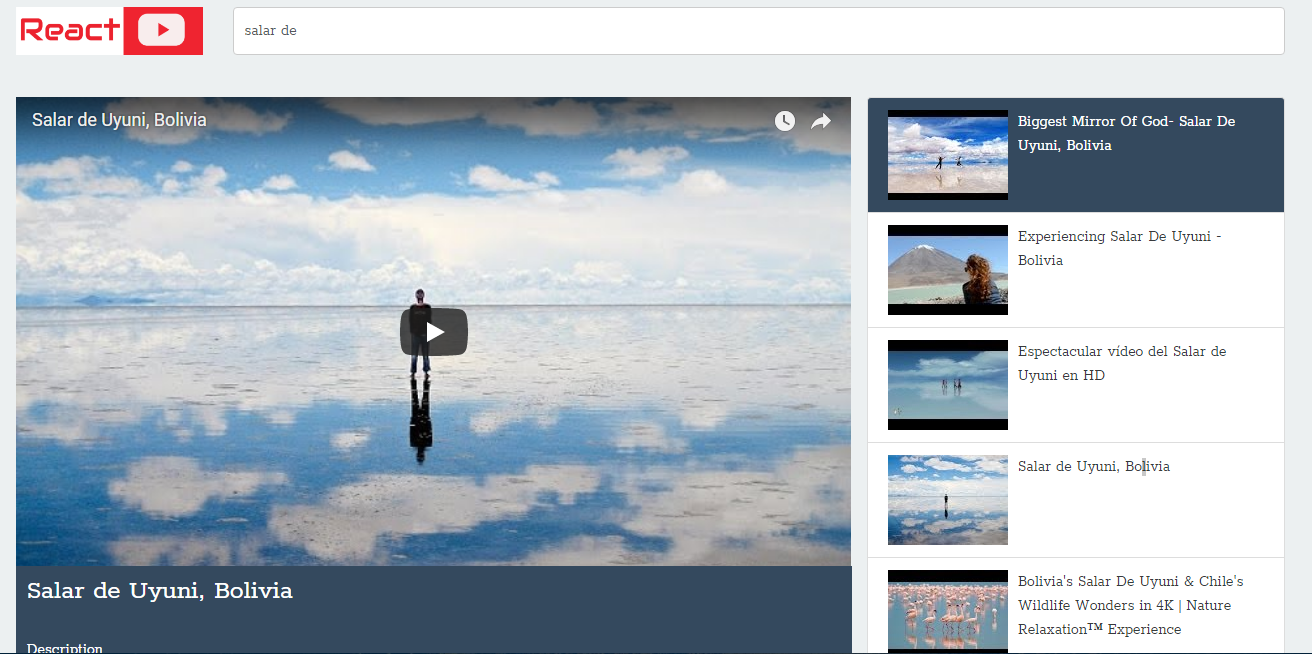 React
salar de
Salar de Uyuni, Bolivia
Salar de Uyuni, Bolivia
Description
Biggest Mirror Of God- Salar De
Uyuni, Bolivia
Experiencing Salar De Uyuni -
Bolivia
Espectacular vídeo del Salar de
Uyuni en HD
Salar de Uyuni, Bolivia
Bolivia's Salar De Uyuni & Chile's
Wildlife Wonders in 4K | Nature
Relaxation™ Experience